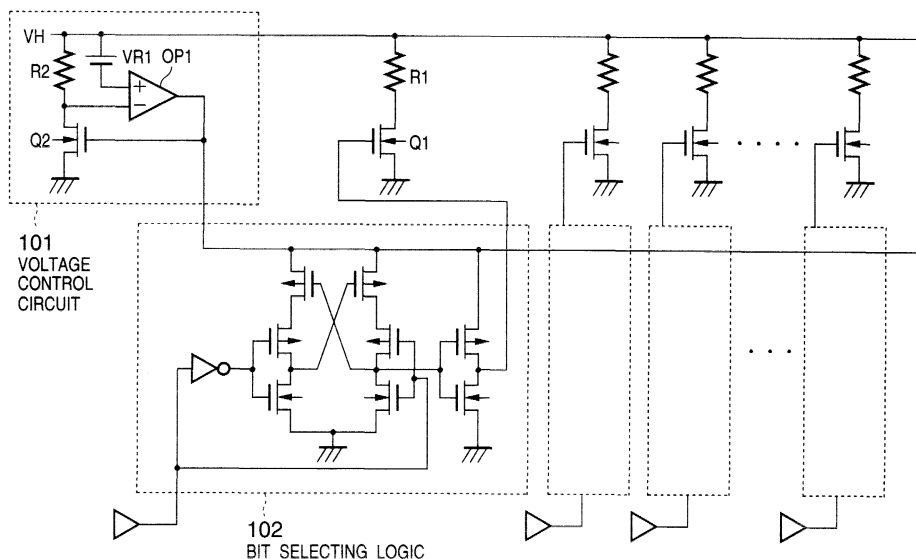 VH
VR1
OP1
R2
R1
Q2
Q1
101
VOLTAGE
CONTROL
CIRCUIT
102
BIT SELECTING LOGIC